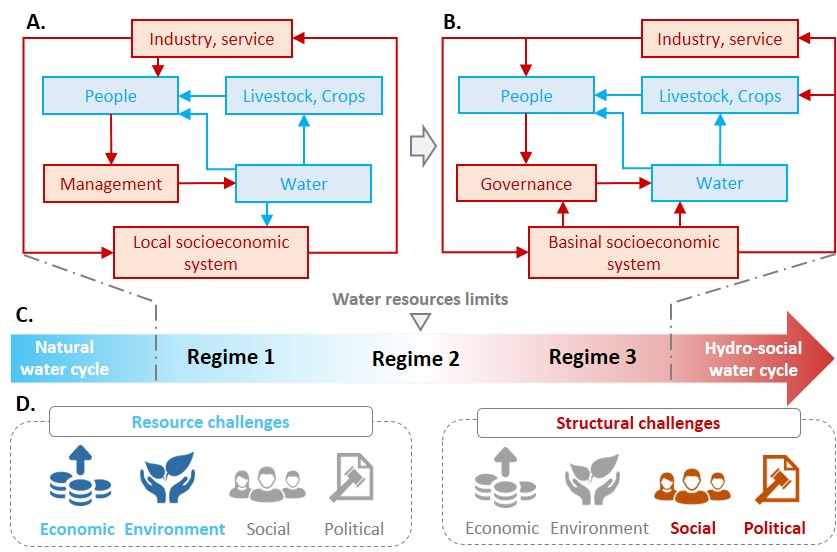 A.
Industry, service
People
Livestock, Crops
Management
Water
Local socioeconomic
system
B.
Industry, service
People
Livestock, Crops
Governance
Water
Basinal socioeconomic
system
Water resources limits
C.
Natural
water cycle
Regime 1
Regime 2
Regime 3
Hydro-social
water cycle
D.
Resource challenges
Economic
Environment
Social
Political
Structural challenges
Economic
Environment
Social
Political